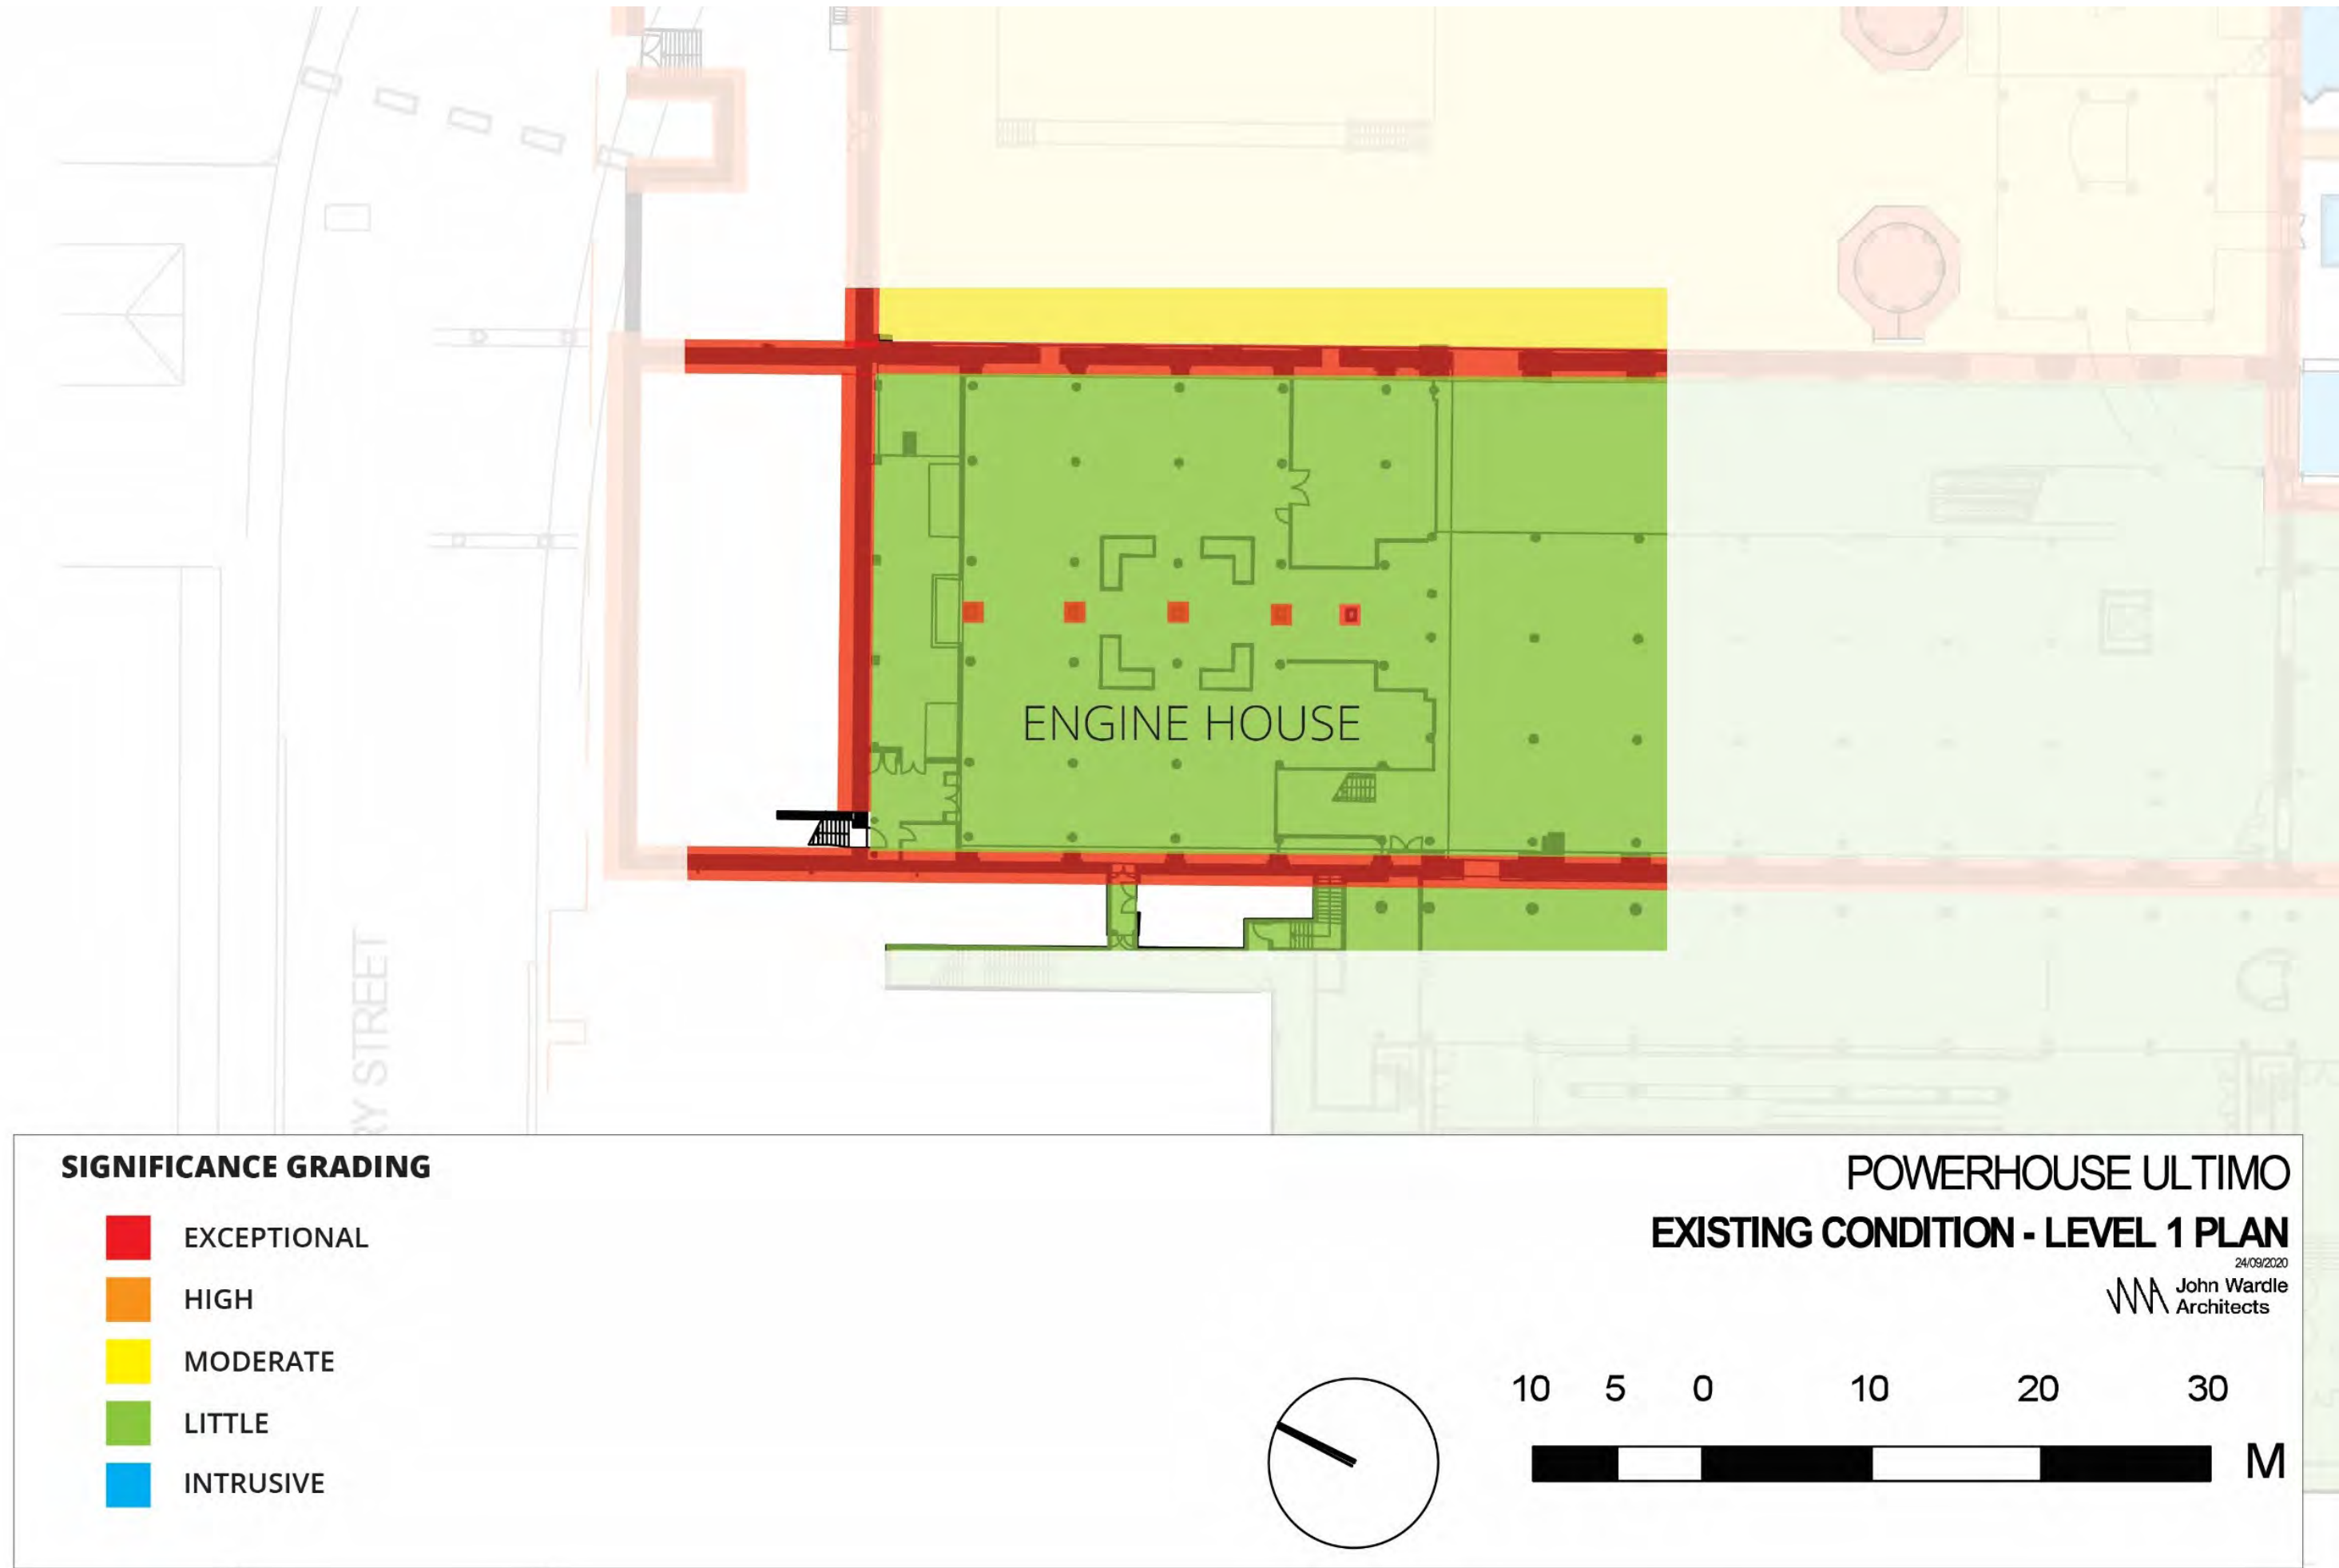 ENGINE HOUSE
RY STREET
SIGNIFICANCE GRADING
EXCEPTIONAL
HIGH
MODERATE
LITTLE
INTRUSIVE
POWERHOUSE ULTIMO
EXISTING CONDITION - LEVEL 1 PLAN
24/09/2020
John Wardle
Architects
10 5 0 10 20 30
M